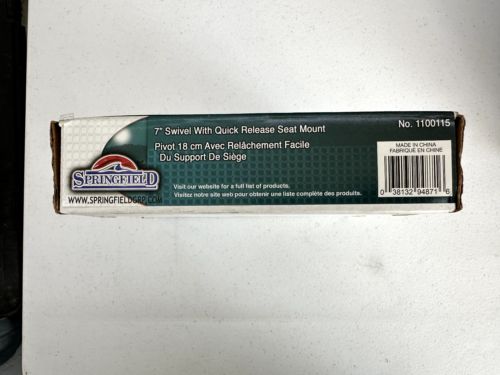 7" Swivel With Quick Release Seat Mount
No. 1100115
Pivot 18 cm Avec Relâchement Facile
Du Support De Siège
MADE IN CHINA
FABRIQUÉ EN CHINE
SPRINGFIELD
WWW.SPRINGFIELDGRP.COM
Visit our website for a full list of products.
Visitez notre site web pour obtenir une liste complète des produits.
0 38132 94871 6